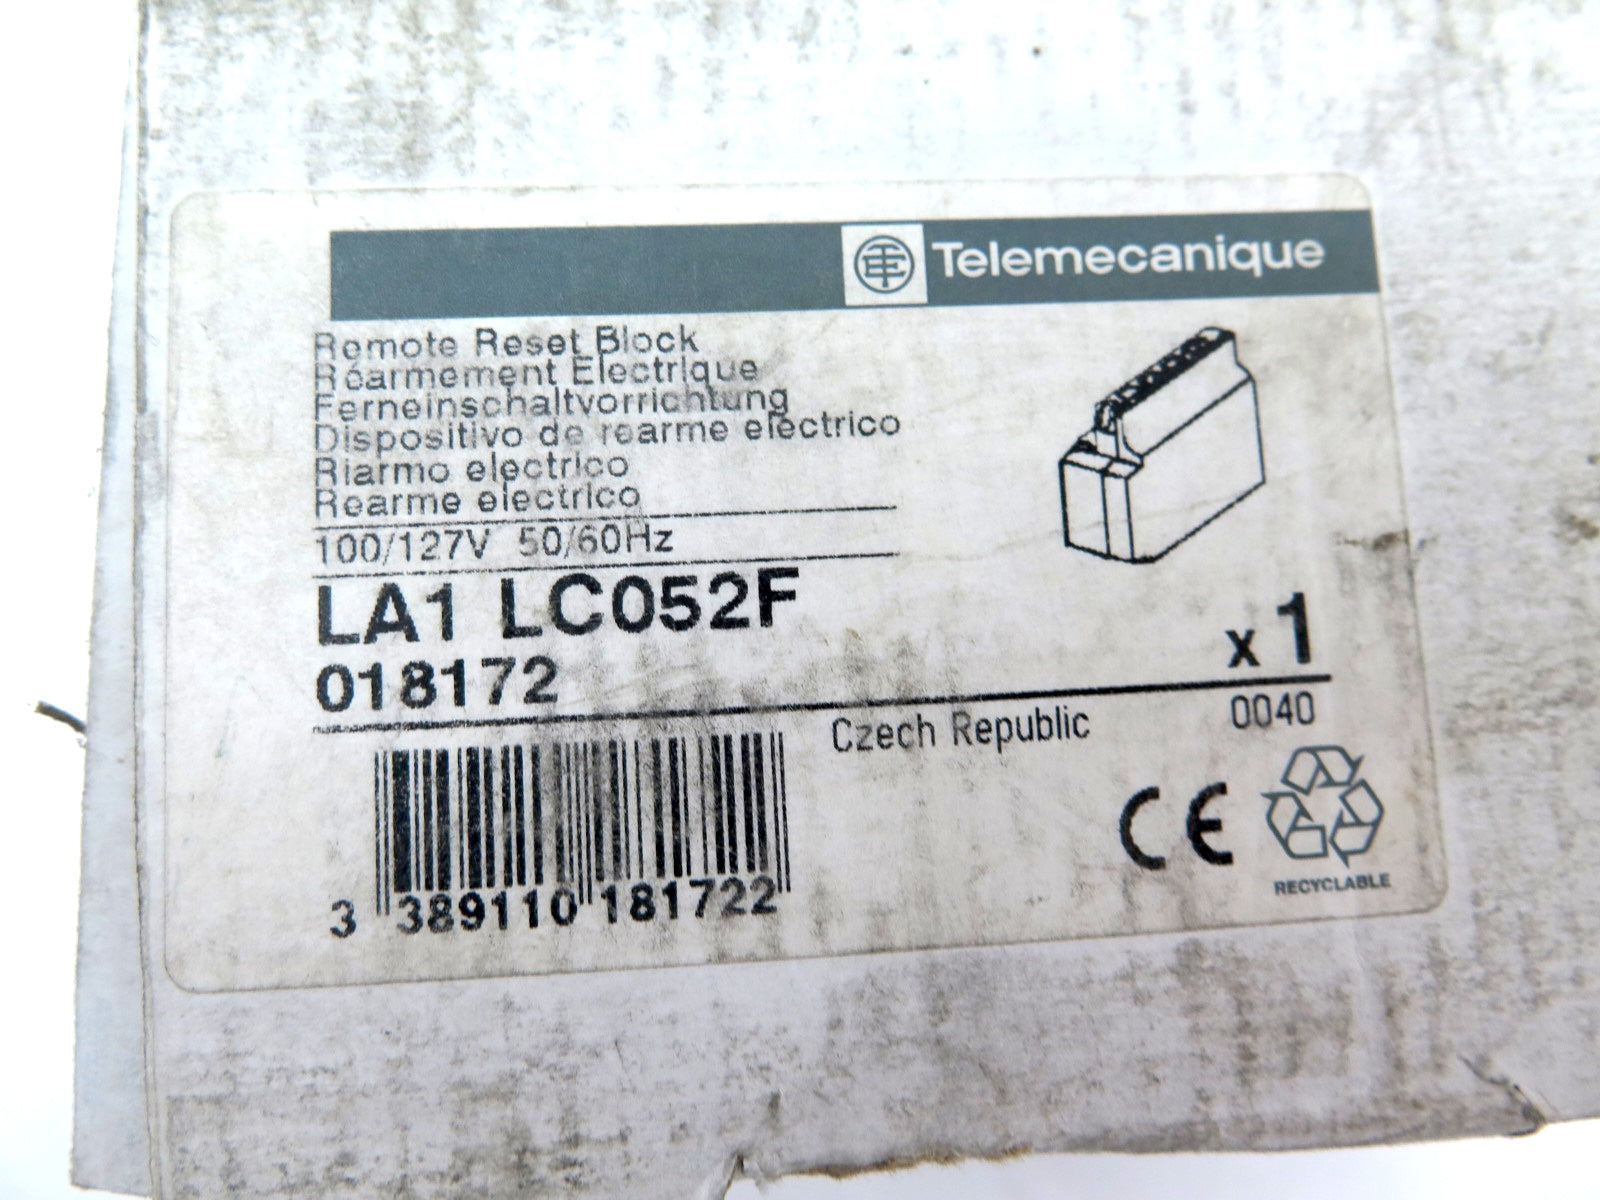 Telemecanique
Remote Reset Block
Réarmement Electrique
Ferneinschaltvorrichtung
Dispositivo de rearme electrico
Riarmo electrico
Rearme electrico
100/127V 50/60Hz
LA1 LC052F
018172
x 1
Czech Republic
0040
CE
RECYCLABLE
3 389110 181722